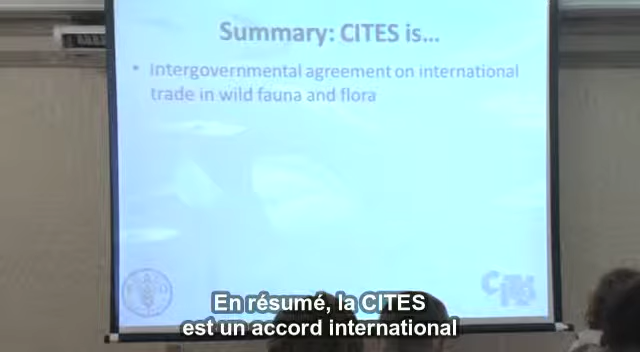 Summary: CITES is...
• Intergovernmental agreement on international
trade in wild fauna and flora
En résumé, la CITES
est un accord international